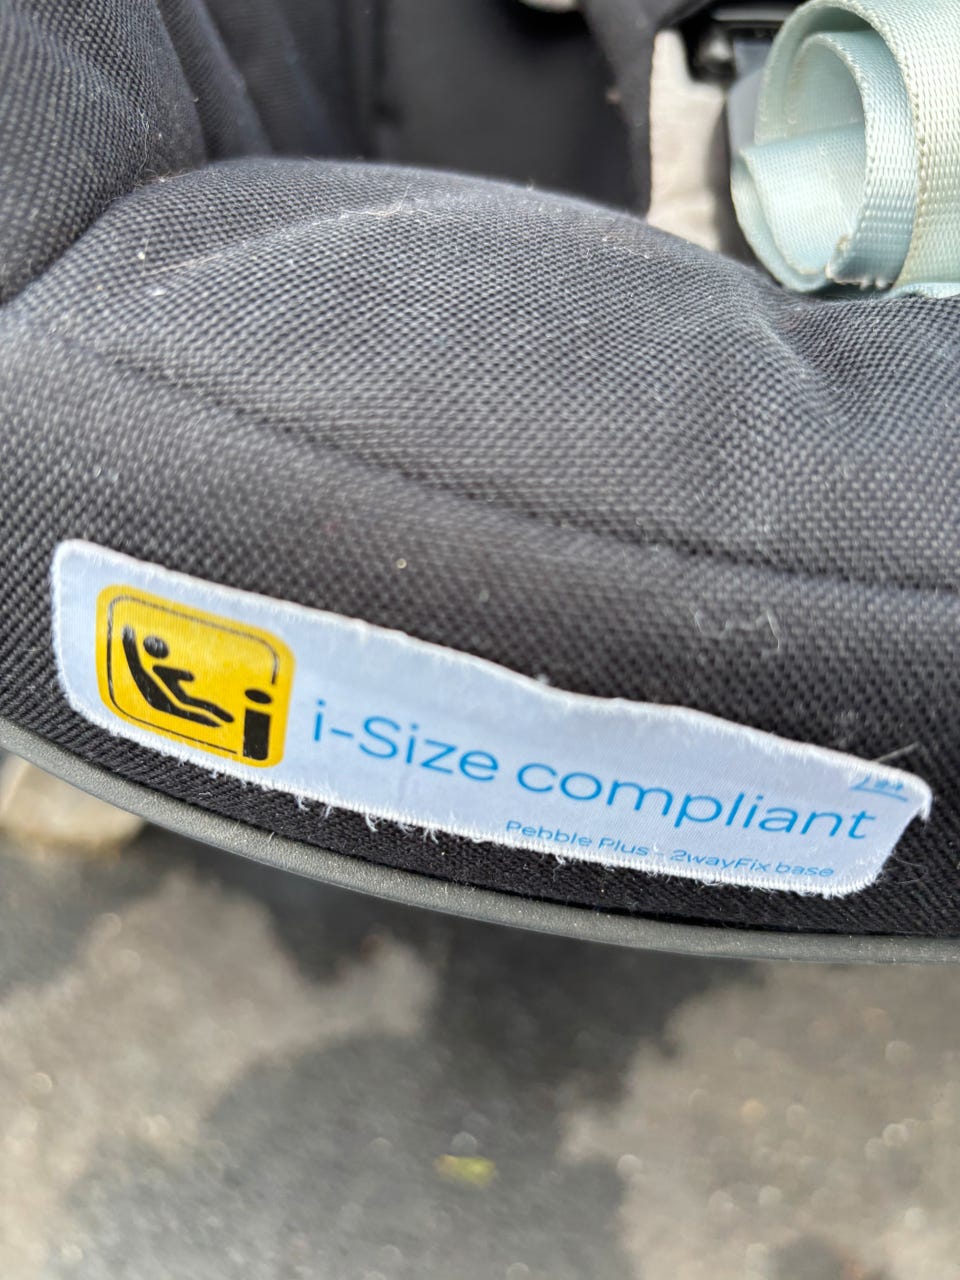 i-Size compliant
Pebble Plus - 2wayFix base